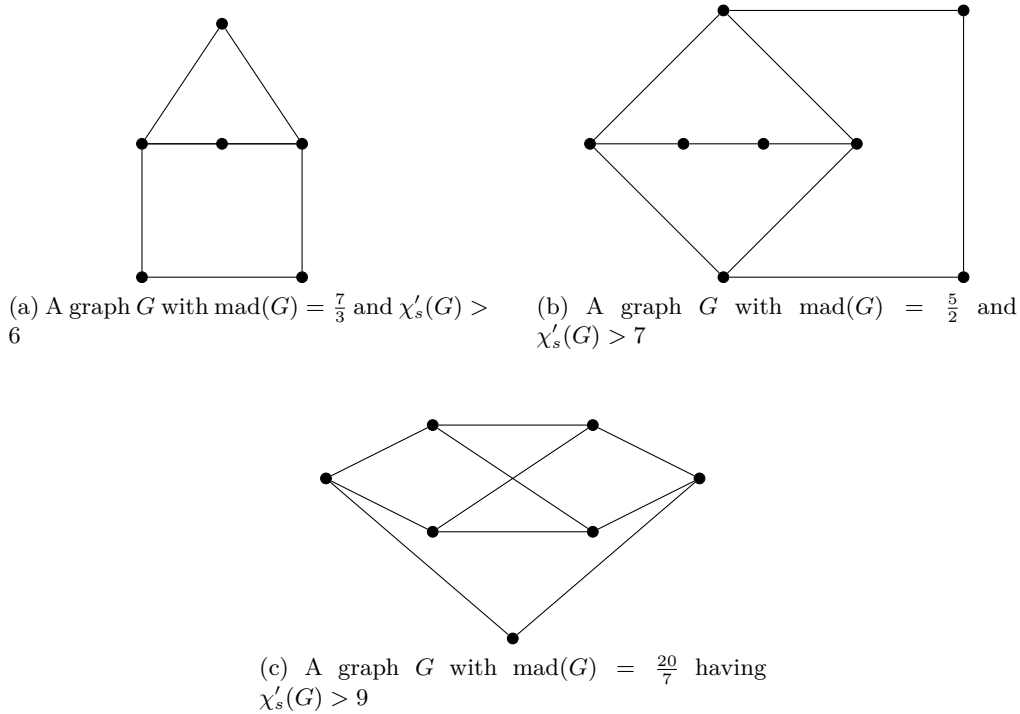 (a) A graph G with mad(G) = 7/3 and χ′ₛ(G) >
6
(b) A graph G with mad(G) = 5/2 and
χ′ₛ(G) > 7
(c) A graph G with mad(G) = 20/7 having
χ′ₛ(G) > 9